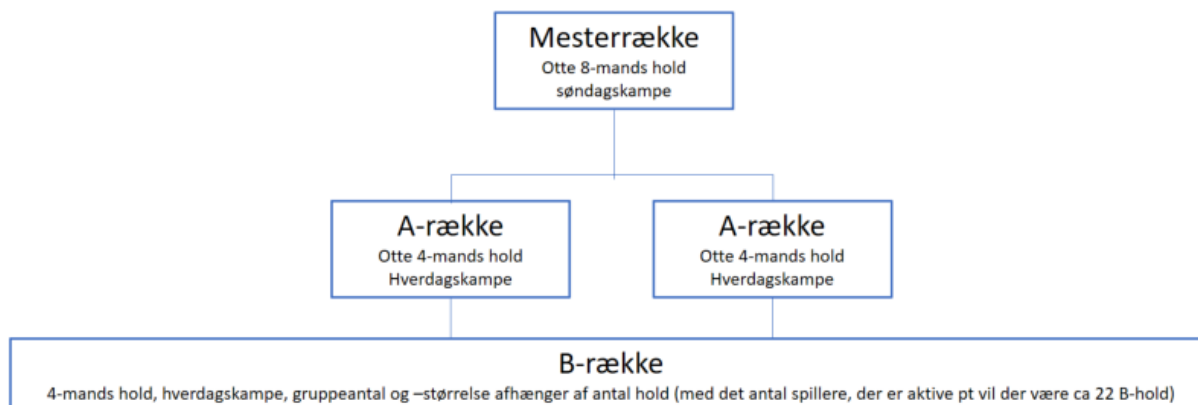 Mesterrække
Otte 8-mands hold
søndagskampe
A-række
Otte 4-mands hold
Hverdagskampe
A-række
Otte 4-mands hold
Hverdagskampe
B-række
4-mands hold, hverdagskampe, gruppeantal og –størrelse afhænger af antal hold (med det antal spillere, der er aktive pt vil der være ca 22 B-hold)